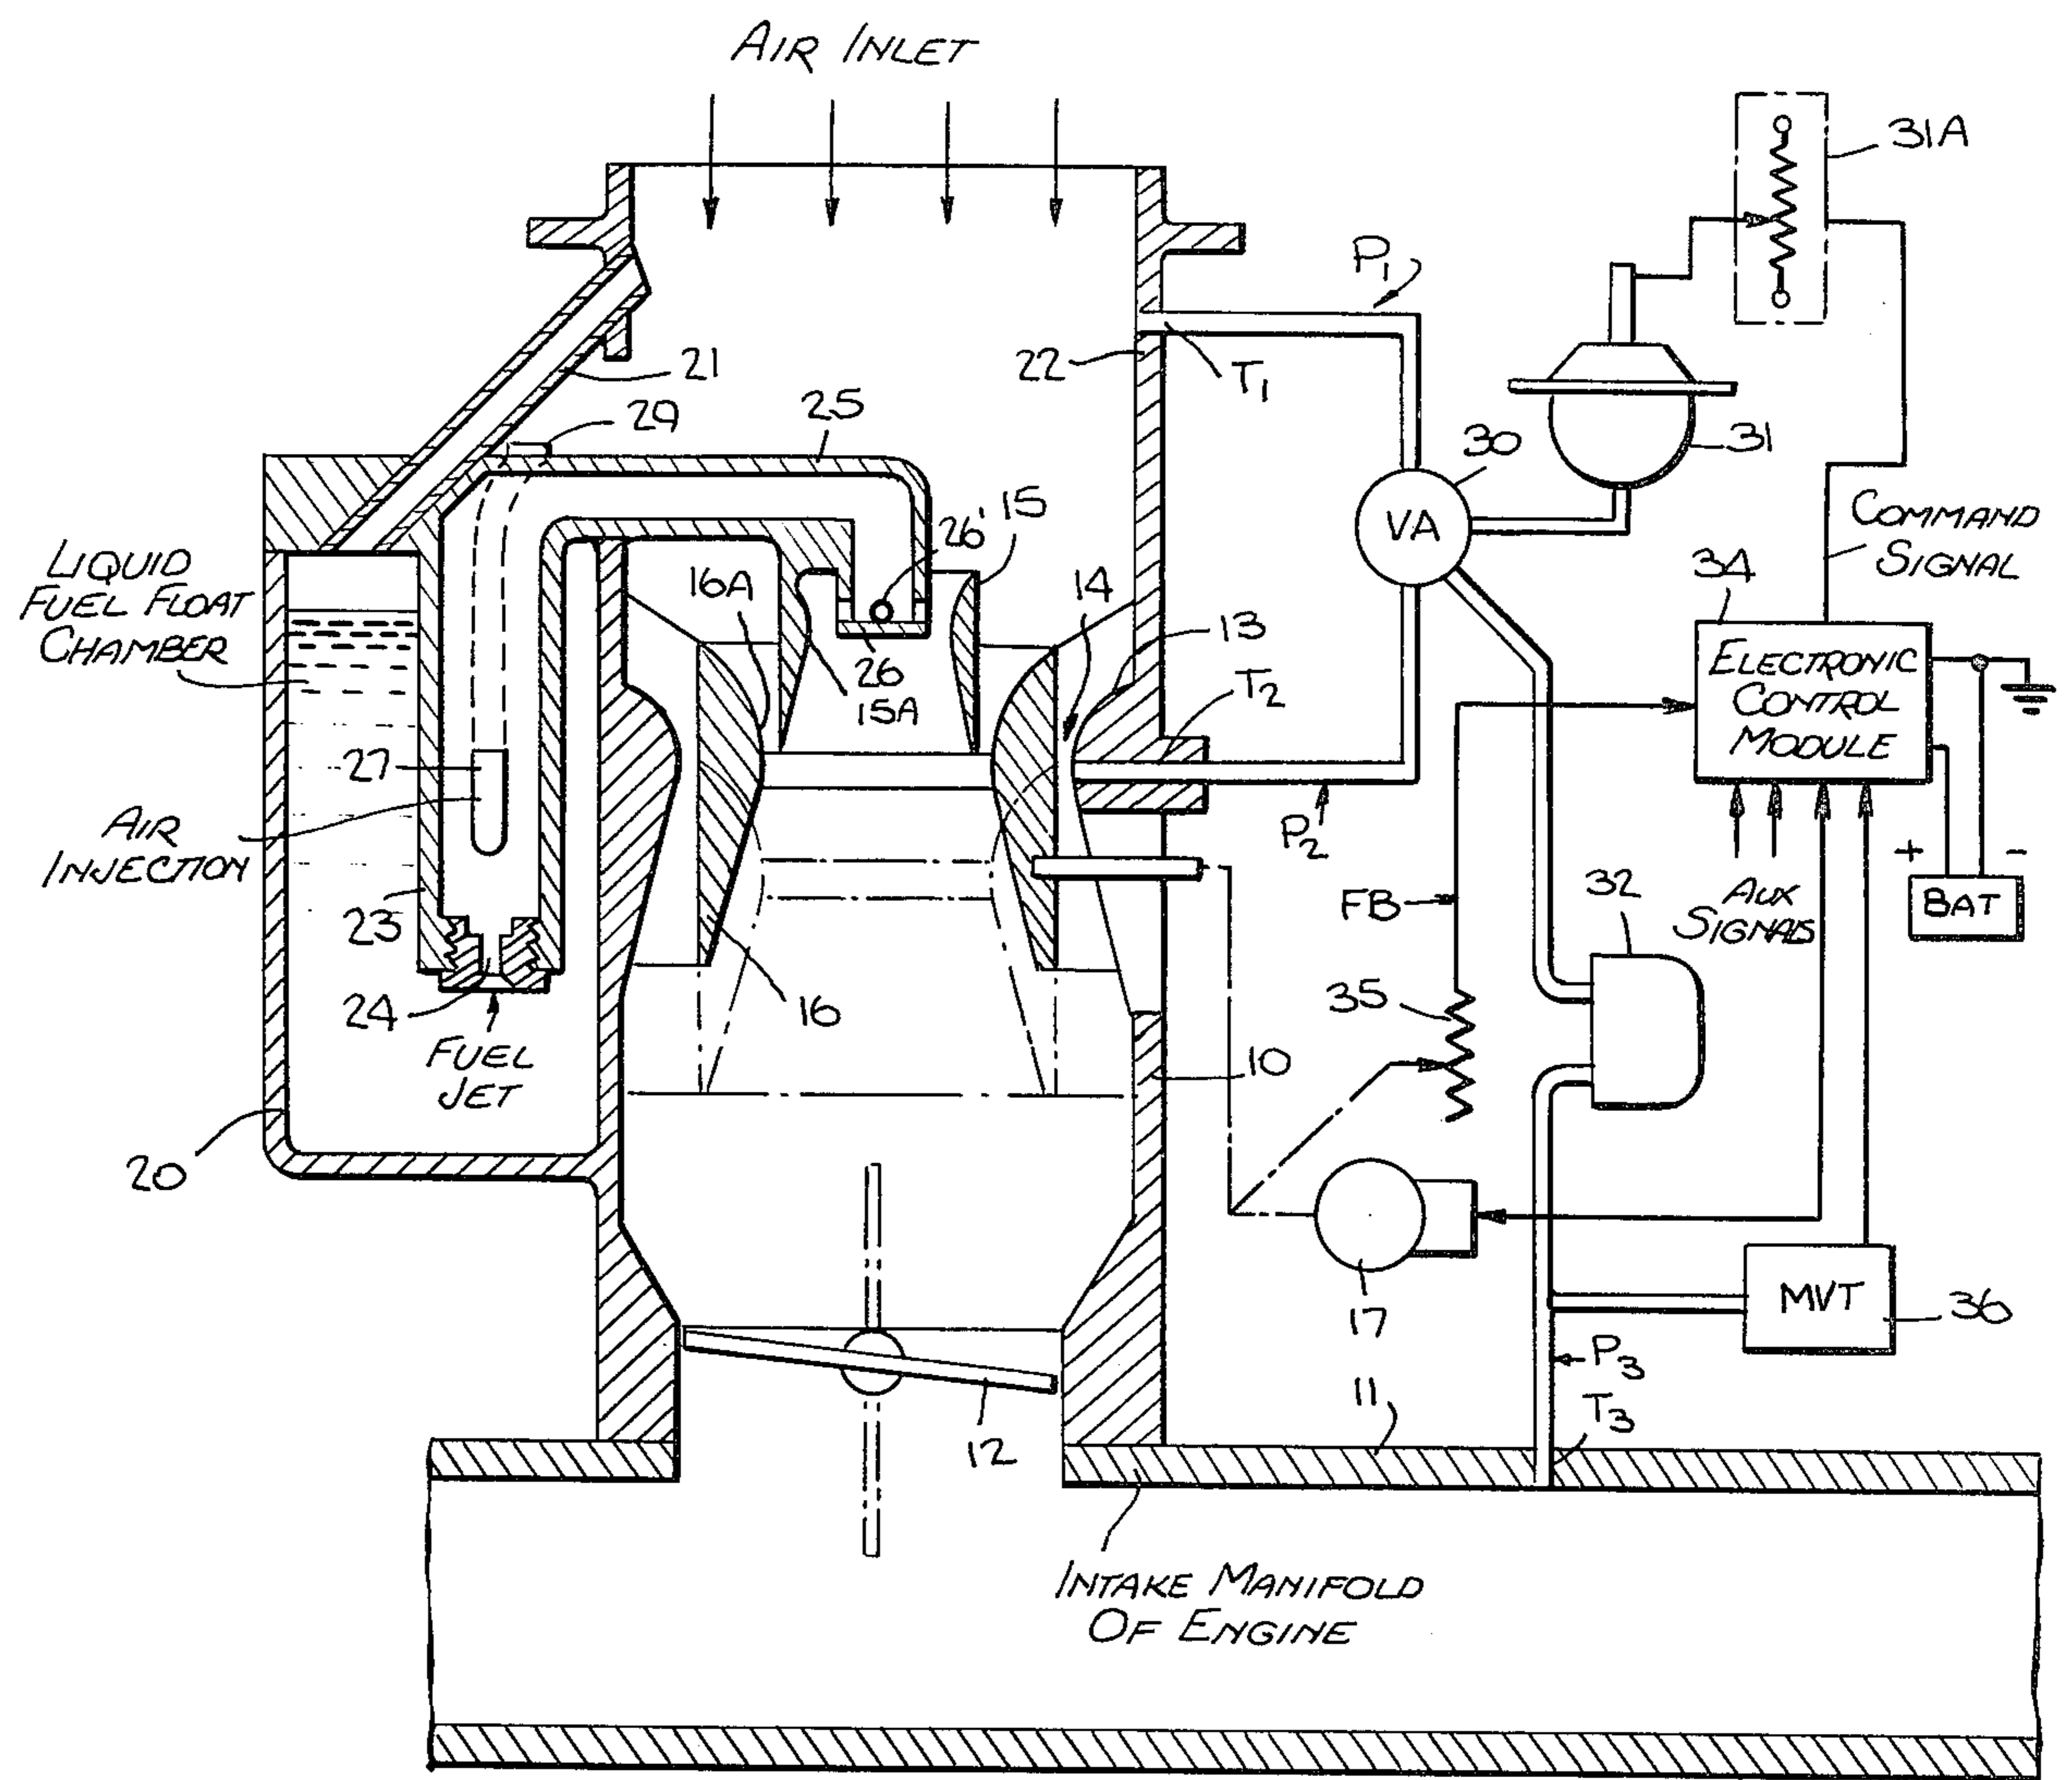 AIR INLET
31A
P1
21
22
T1
29
25
30
31
VA
15
26'
COMMAND
SIGNAL
LIQUID
FUEL FLOAT
CHAMBER
16A
14
34
13
26
15A
T2
ELECTRONIC
CONTROL
MODULE
27
AIR
INJECTION
P2
+ -
BAT
23
FB
AUX
SIGNALS
32
24
16
35
FUEL
JET
10
20
17
MVT
36
P3
11
T3
12
INTAKE MANIFOLD
OF ENGINE